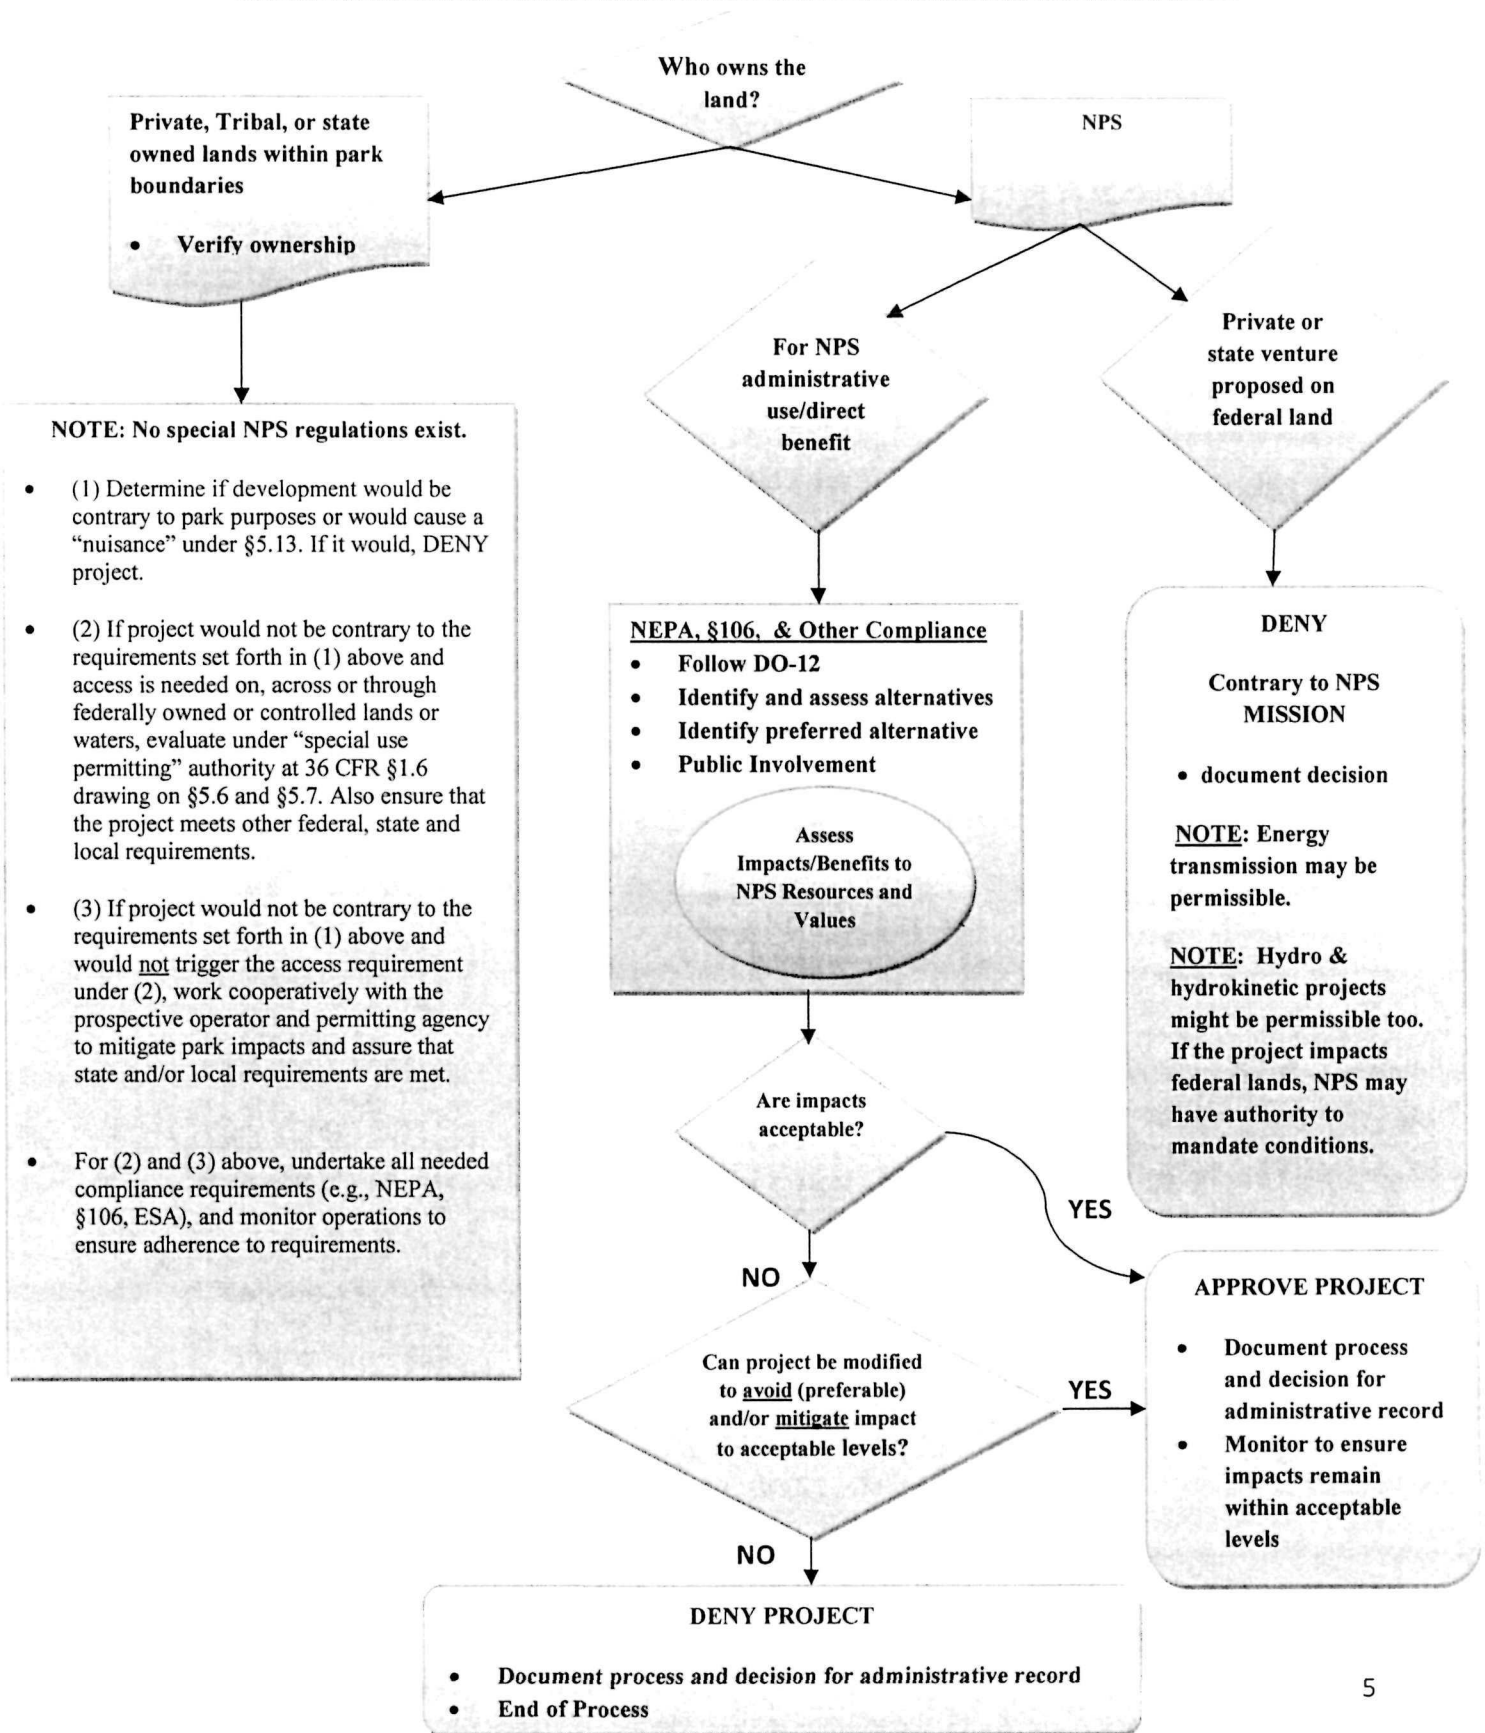 Who owns the
land?
Private, Tribal, or state
owned lands within park
boundaries
• Verify ownership
NPS
NOTE: No special NPS regulations exist.
• (1) Determine if development would be
contrary to park purposes or would cause a
“nuisance” under §5.13. If it would, DENY
project.
• (2) If project would not be contrary to the
requirements set forth in (1) above and
access is needed on, across or through
federally owned or controlled lands or
waters, evaluate under “special use
permitting” authority at 36 CFR §1.6
drawing on §5.6 and §5.7. Also ensure that
the project meets other federal, state and
local requirements.
• (3) If project would not be contrary to the
requirements set forth in (1) above and
would not trigger the access requirement
under (2), work cooperatively with the
prospective operator and permitting agency
to mitigate park impacts and assure that
state and/or local requirements are met.
• For (2) and (3) above, undertake all needed
compliance requirements (e.g., NEPA,
§106, ESA), and monitor operations to
ensure adherence to requirements.
For NPS
administrative
use/direct
benefit
Private or
state venture
proposed on
federal land
NEPA, §106, & Other Compliance
• Follow DO-12
• Identify and assess alternatives
• Identify preferred alternative
• Public Involvement
Assess
Impacts/Benefits to
NPS Resources and
Values
DENY
Contrary to NPS
MISSION
• document decision
NOTE: Energy
transmission may be
permissible.
NOTE: Hydro &
hydrokinetic projects
might be permissible too.
If the project impacts
federal lands, NPS may
have authority to
mandate conditions.
Are impacts
acceptable?
YES
NO
Can project be modified
to avoid (preferable)
and/or mitigate impact
to acceptable levels?
YES
APPROVE PROJECT
• Document process
and decision for
administrative record
• Monitor to ensure
impacts remain
within acceptable
levels
NO
DENY PROJECT
• Document process and decision for administrative record
• End of Process
5